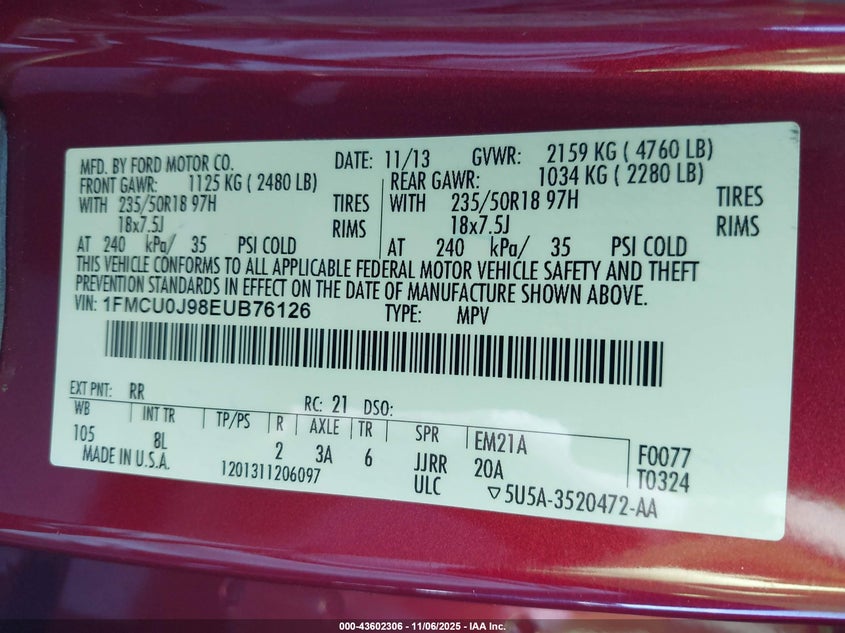 MFD. BY FORD MOTOR CO. DATE: 11/13 GVWR: 2159 KG ( 4760 LB)
FRONT GAWR: 1125 KG ( 2480 LB) REAR GAWR: 1034 KG ( 2280 LB)
WITH 235/50R18 97H TIRES WITH 235/50R18 97H TIRES
18x7.5J RIMS 18x7.5J RIMS
AT 240 kPa/ 35 PSI COLD AT 240 kPa/ 35 PSI COLD
THIS VEHICLE CONFORMS TO ALL APPLICABLE FEDERAL MOTOR VEHICLE SAFETY AND THEFT
PREVENTION STANDARDS IN EFFECT ON THE DATE OF MANUFACTURE SHOWN ABOVE.
VIN: 1FMCU0J98EUB76126 TYPE: MPV
EXT PNT: RR RC: 21 DSO:
WB INT TR TP/PS R AXLE TR SPR EM21A F0077
105 8L 2 3A 6 JJRR 20A T0324
MADE IN U.S.A. 1201311206097 ULC ▽5U5A-3520472-AA
000-43602306 - 11/06/2025 - IAA Inc.